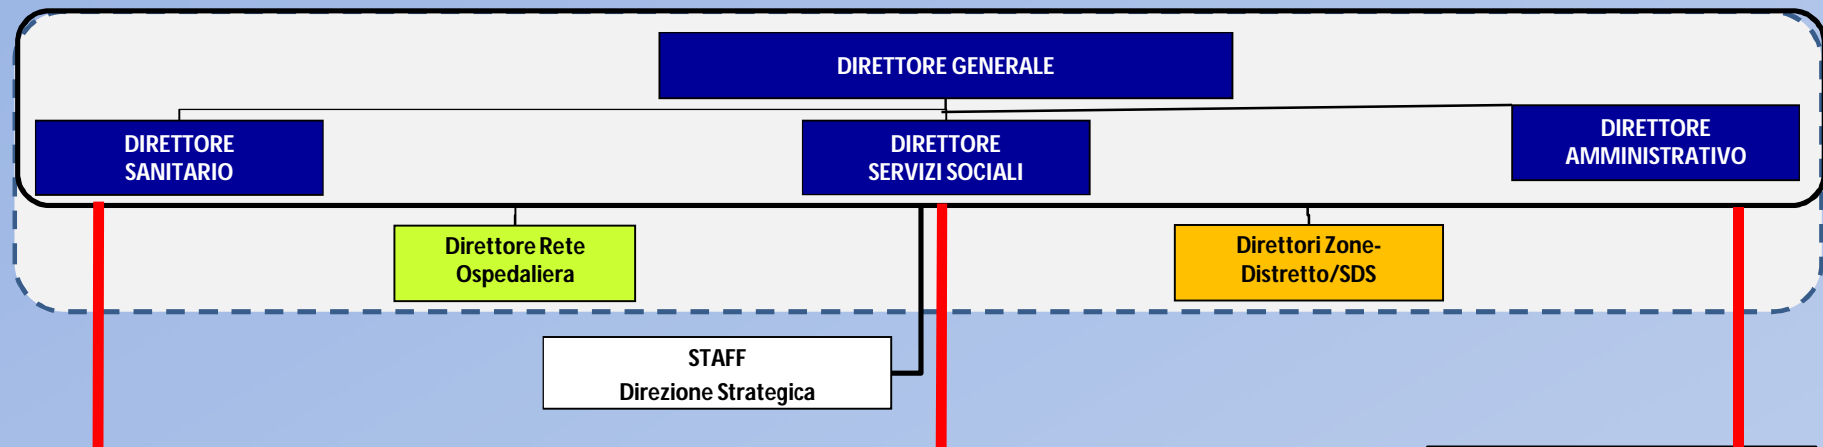 DIRETTORE GENERALE
DIRETTORE
SANITARIO
DIRETTORE
SERVIZI SOCIALI
DIRETTORE
AMMINISTRATIVO
Direttore Rete
Ospedaliera
Direttori Zone-
Distretto/SDS
STAFF
Direzione Strategica